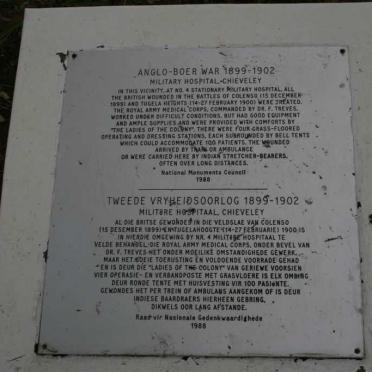 ANGLO-BOER WAR 1899-1902
MILITARY HOSPITAL, CHIEVELEY
IN THIS VICINITY, AT NO. 4 STATIONARY MILITARY HOSPITAL, ALL
THE BRITISH WOUNDED IN THE BATTLES OF COLENSO (15 DECEMBER
1899) AND TUGELA HEIGHTS (14-27 FEBRUARY 1900) WERE TREATED.
THE ROYAL ARMY MEDICAL CORPS, COMMANDED BY DR. F. TREVES,
WORKED UNDER DIFFICULT CONDITIONS, BUT HAD GOOD EQUIPMENT
AND AMPLE SUPPLIES AND WERE PROVIDED WITH COMFORTS BY
"THE LADIES OF THE COLONY". THERE WERE FOUR GRASS-FLOORED
OPERATING AND DRESSING STATIONS, EACH SURROUNDED BY BELL TENTS
WHICH COULD ACCOMMODATE 100 PATIENTS. THE WOUNDED
ARRIVED BY TRAIN OR AMBULANCE
OR WERE CARRIED HERE BY INDIAN STRETCHER-BEARERS,
OFTEN OVER LONG DISTANCES.
National Monuments Council
1988
TWEEDE VRYHEIDSOORLOG 1899-1902
MILITÊRE HOSPITAAL, CHIEVELEY
AL DIE BRITSE GEWONDES IN DIE VELDSLAE VAN COLENSO
(15 DESEMBER 1899) EN TUGELAHOOGTE (14-27 FEBRUARIE) 1900 IS
IN HIERDIE OMGEWING BY NR. 4 MILITÊRE HOSPITAAL TE
VELDE BEHANDEL. DIE ROYAL ARMY MEDICAL CORPS, ONDER BEVEL VAN
DR. F. TREVES HET ONDER MOEILIKE OMSTANDIGHEDE GEWERK,
MAAR HET GOEIE TOERUSTING EN VOLDOENDE VOORRADE GEHAD
EN IS DEUR DIE "LADIES OF THE COLONY" VAN GERIEWE VOORSIEN
VIER OPERASIE- EN VERBANDPOSTE MET GRASVLOERE IS ELK OMRING
DEUR RONDE TENTE MET HUISVESTING VIR 100 PASIËNTE.
GEWONDES HET PER TREIN OF AMBULANS AANGEKOM OF IS DEUR
INDIESE BAARDRAERS HIERHEEN GEBRING,
DIKWELS OOR LANG AFSTANDE.
Raad vir Nasionale Gedenkwaardighede
1988